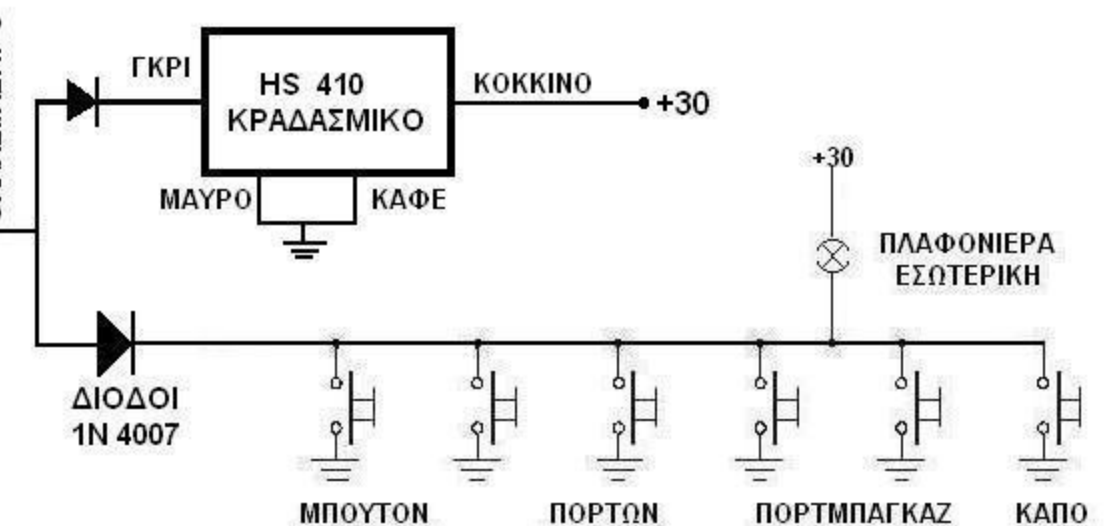 ΓΚΡΙ
HS 410
ΚΡΑΔΑΣΜΙΚΟ
ΚΟΚΚΙΝΟ
+30
ΜΑΥΡΟ
ΚΑΦΕ
+30
ΠΛΑΦΟΝΙΕΡΑ
ΕΣΩΤΕΡΙΚΗ
ΔΙΟΔΟΙ
1N 4007
ΜΠΟΥΤΟΝ ΠΟΡΤΩΝ ΠΟΡΤΜΠΑΓΚΑΖ ΚΑΠΟ